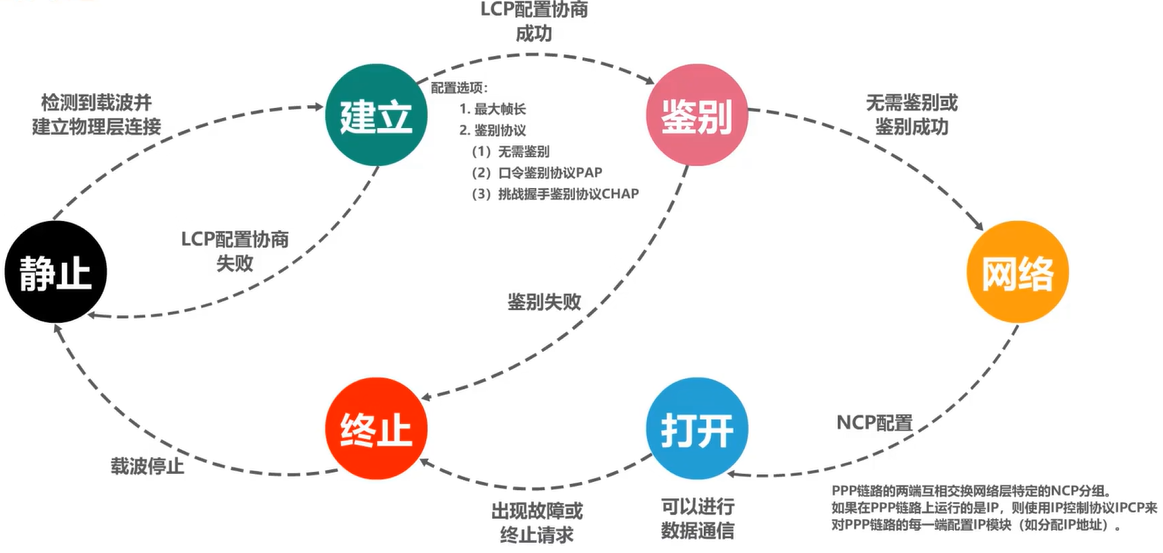 LCP配置协商
成功
检测到载波并
建立物理层连接
建立
配置选项：
1. 最大帧长
2. 鉴别协议
（1）无需鉴别
（2）口令鉴别协议PAP
（3）挑战握手鉴别协议CHAP
鉴别
无需鉴别或
鉴别成功
静止
LCP配置协商
失败
鉴别失败
网络
终止
打开
NCP配置
载波停止
出现故障或
终止请求
可以进行
数据通信
PPP链路的两端互相交换网络层特定的NCP分组。
如果在PPP链路上运行的是IP，则使用IP控制协议IPCP来
对PPP链路的每一端配置IP模块（如分配IP地址）。